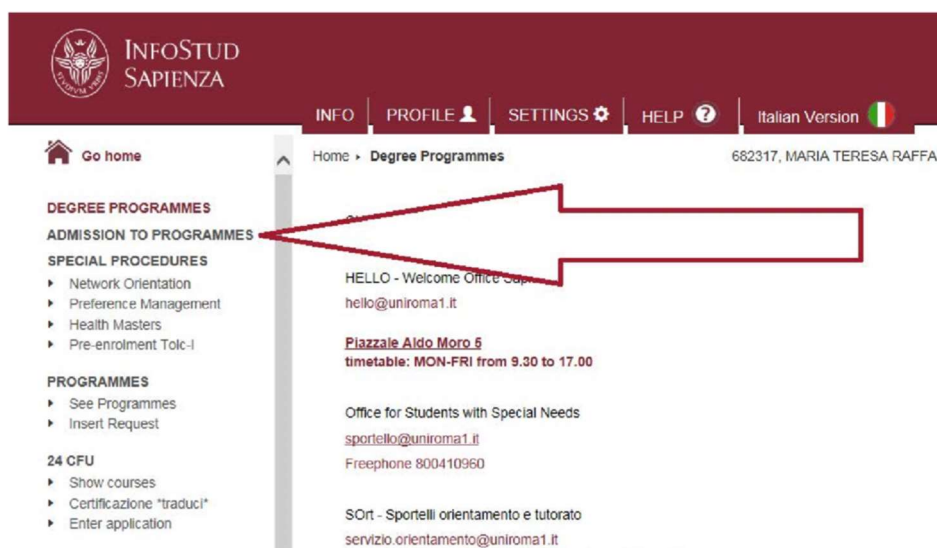 INFOSTUD
SAPIENZA
INFO PROFILE SETTINGS HELP ? Italian Version
Go home
Home ▸ Degree Programmes
682317, MARIA TERESA RAFFA
DEGREE PROGRAMMES
ADMISSION TO PROGRAMMES
SPECIAL PROCEDURES
Network Orientation
Preference Management
Health Masters
Pre-enrolment Tolc-I
PROGRAMMES
See Programmes
Insert Request
24 CFU
Show courses
Certificazione *traduci*
Enter application
HELLO - Welcome Office
hello@uniroma1.it
Piazzale Aldo Moro 5
timetable: MON-FRI from 9.30 to 17.00
Office for Students with Special Needs
sportello@uniroma1.it
Freephone 800410960
SOrt - Sportelli orientamento e tutorato
servizio.orientamento@uniroma1.it